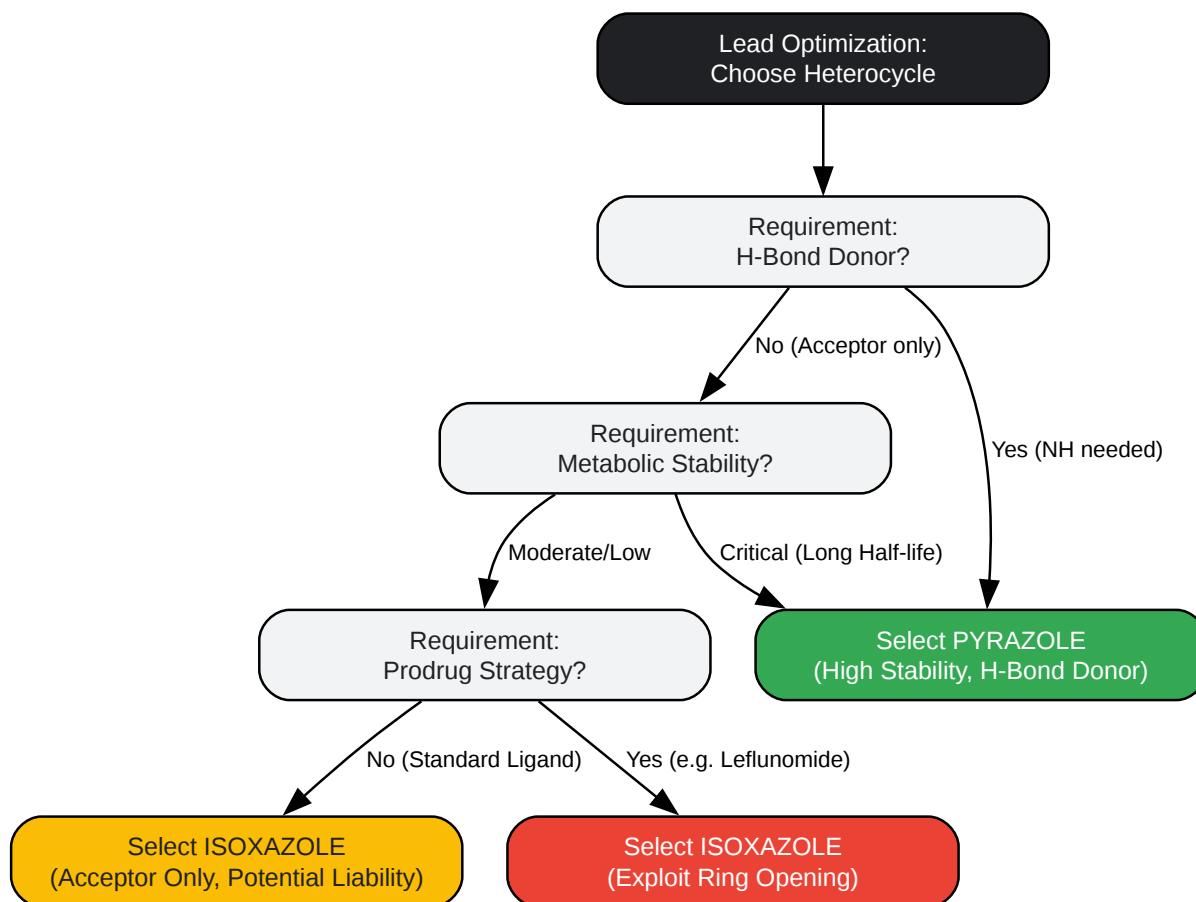 Lead Optimization:
Choose Heterocycle
Requirement:
H-Bond Donor?
No (Acceptor only)
Requirement:
Metabolic Stability?
Yes (NH needed)
Moderate/Low
Critical (Long Half-life)
Requirement:
Prodrug Strategy?
Select PYRAZOLE
(High Stability, H-Bond Donor)
No (Standard Ligand)
Yes (e.g. Leflunomide)
Select ISOXAZOLE
(Acceptor Only, Potential Liability)
Select ISOXAZOLE
(Exploit Ring Opening)